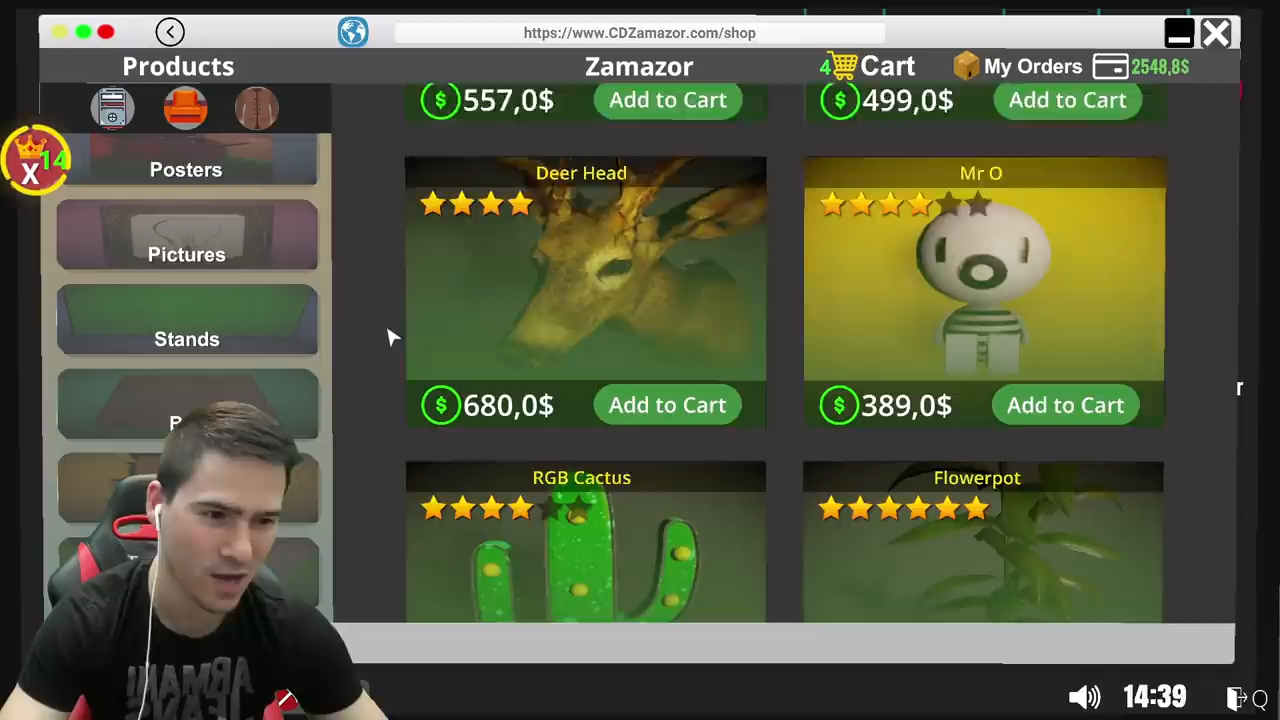 https://www.CDZamazor.com/shop
Products
Zamazor
4 Cart
My Orders
2548,8$
X 14
Posters
Pictures
Stands
557,0$
Add to Cart
499,0$
Add to Cart
Deer Head
Mr O
$ 680,0$
Add to Cart
$ 389,0$
Add to Cart
RGB Cactus
Flowerpot
14:39
Q